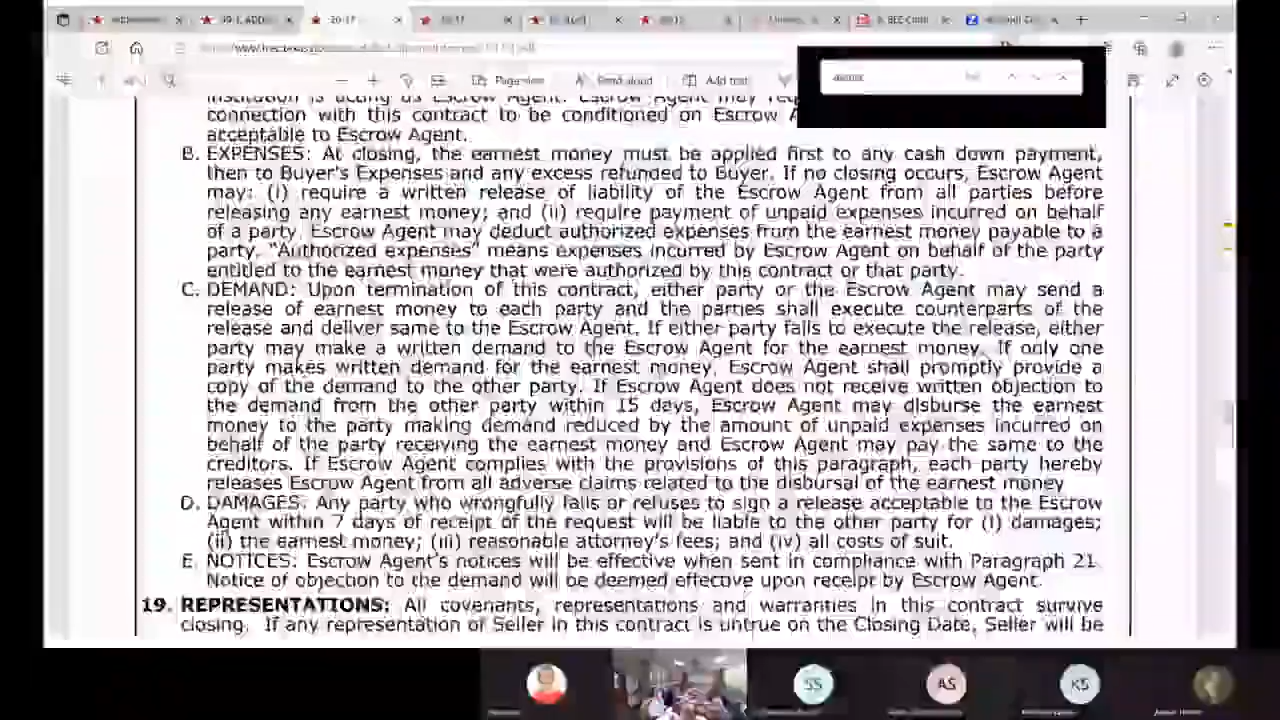 20-17
Page view
Read aloud
Add text
institution is acting as Escrow Agent. Escrow Agent may
connection with this contract to be conditioned on Escrow A
acceptable to Escrow Agent.
B. EXPENSES: At closing, the earnest money must be applied first to any cash down payment,
then to Buyer's Expenses and any excess refunded to Buyer. If no closing occurs, Escrow Agent
may: (i) require a written release of liability of the Escrow Agent from all parties before
releasing any earnest money; and (ii) require payment of unpaid expenses incurred on behalf
of a party. Escrow Agent may deduct authorized expenses from the earnest money payable to a
party. "Authorized expenses" means expenses incurred by Escrow Agent on behalf of the party
entitled to the earnest money that were authorized by this contract or that party.
C. DEMAND: Upon termination of this contract, either party or the Escrow Agent may send a
release of earnest money to each party and the parties shall execute counterparts of the
release and deliver same to the Escrow Agent. If either party fails to execute the release, either
party may make a written demand to the Escrow Agent for the earnest money. If only one
party makes written demand for the earnest money, Escrow Agent shall promptly provide a
copy of the demand to the other party. If Escrow Agent does not receive written objection to
the demand from the other party within 15 days, Escrow Agent may disburse the earnest
money to the party making demand reduced by the amount of unpaid expenses incurred on
behalf of the party receiving the earnest money and Escrow Agent may pay the same to the
creditors. If Escrow Agent complies with the provisions of this paragraph, each party hereby
releases Escrow Agent from all adverse claims related to the disbursal of the earnest money
D. DAMAGES: Any party who wrongfully fails or refuses to sign a release acceptable to the Escrow
Agent within 7 days of receipt of the request will be liable to the other party for (i) damages;
(ii) the earnest money; (iii) reasonable attorney's fees; and (iv) all costs of suit.
E. NOTICES: Escrow Agent's notices will be effective when sent in compliance with Paragraph 21
Notice of objection to the demand will be deemed effective upon receipt by Escrow Agent.
19. REPRESENTATIONS: All covenants, representations and warranties in this contract survive
closing. If any representation of Seller in this contract is untrue on the Closing Date, Seller will be
SS
AS
KS